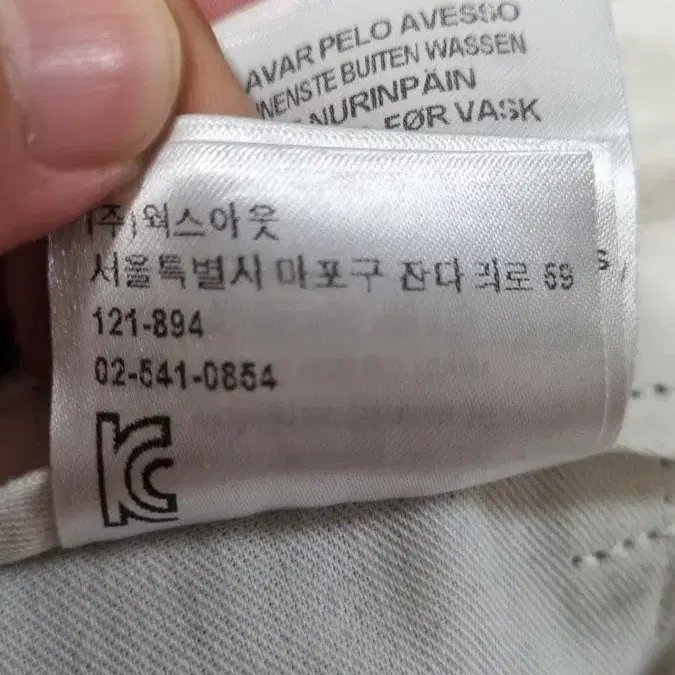 AVAR PELO AVESSO
NENSTE BUITEN WASSEN
NURINPÄIN
FØR VASK
(주)웍스아웃
서울특별시 마포구 잔다리로 59
121-894
02-541-0854